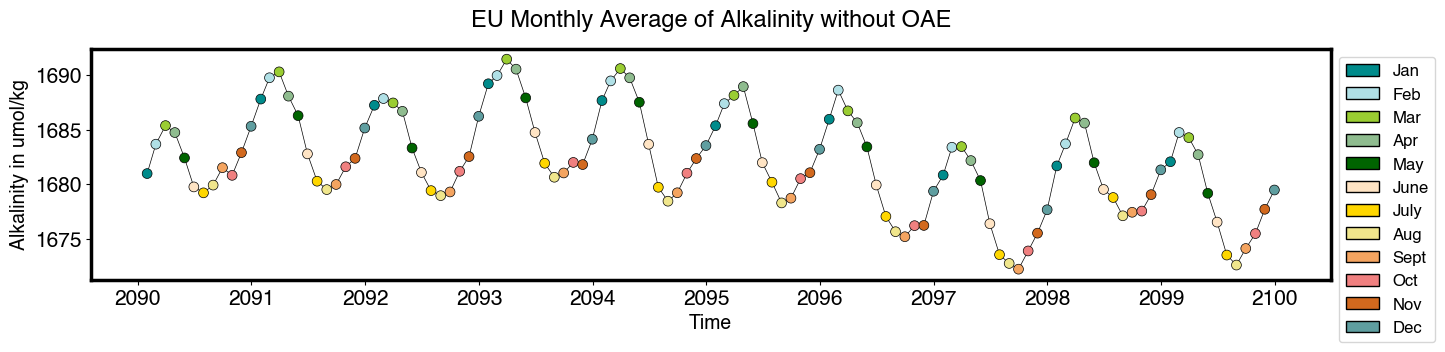 EU Monthly Average of Alkalinity without OAE
Alkalinity in umol/kg
1690
1685
1680
1675
2090 2091 2092 2093 2094 2095 2096 2097 2098 2099 2100
Time
Jan
Feb
Mar
Apr
May
June
July
Aug
Sept
Oct
Nov
Dec